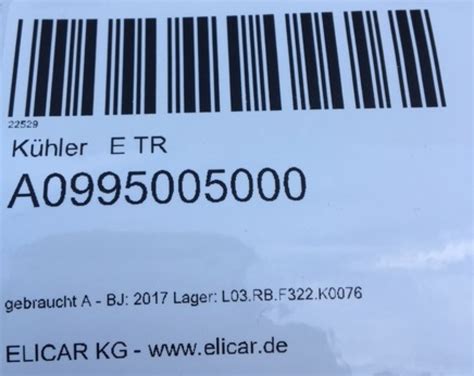 22529
Kühler E TR
A0995005000
gebraucht A - BJ: 2017 Lager: L03.RB.F322.K0076
ELICAR KG - www.elicar.de